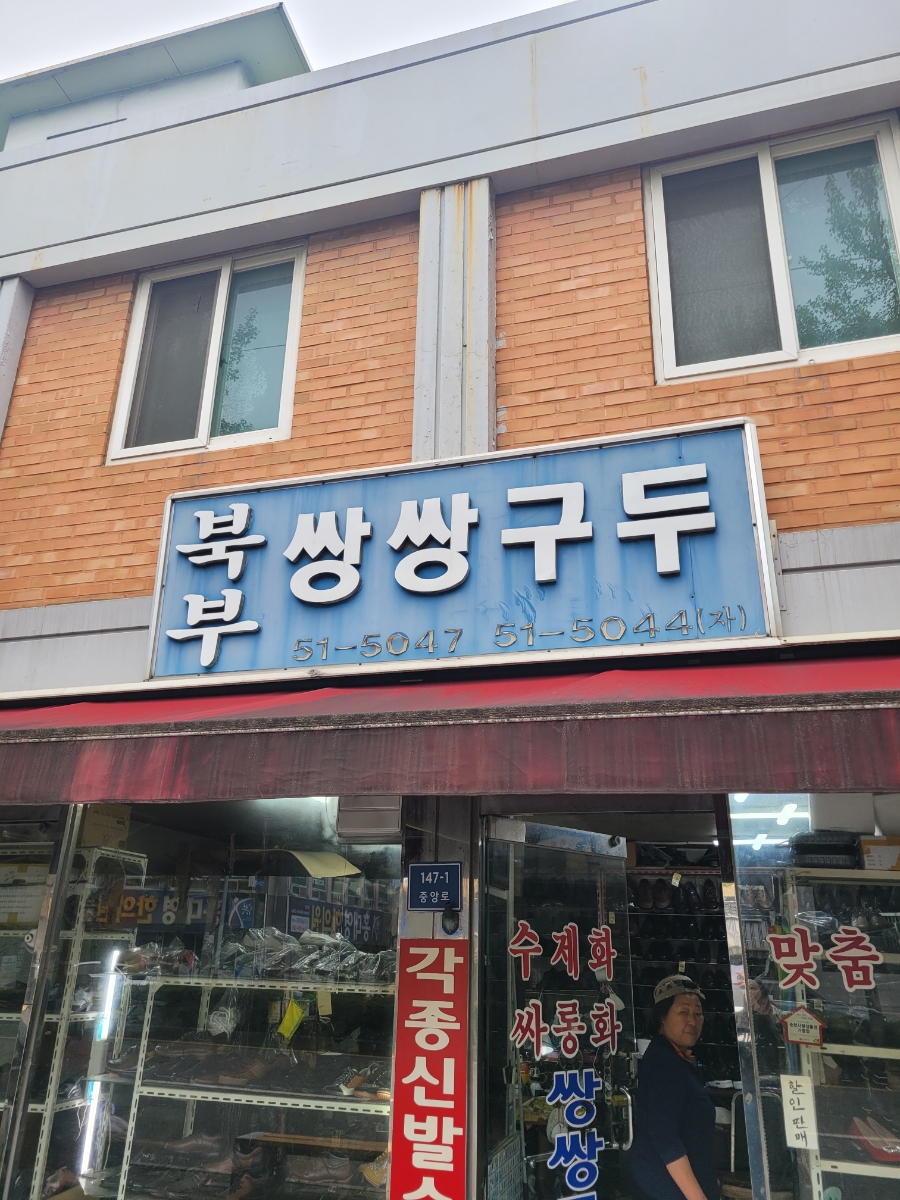 북부
쌍쌍구두
51-5047 51-5044(자)
147-1
중앙로
각종신발
수제화
싸롱화
쌍쌍
맞춤
할인판매